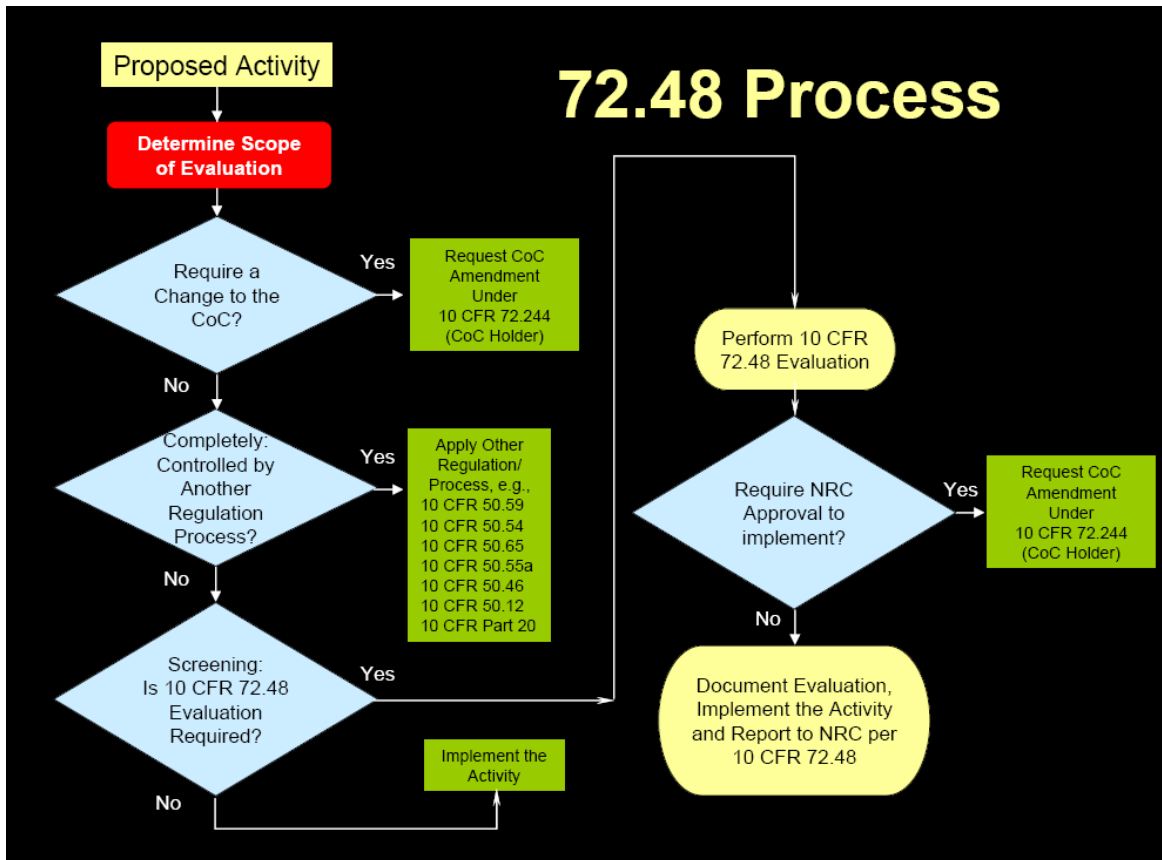 72.48 Process
Proposed Activity
Determine Scope
of Evaluation
Require a
Change to the
CoC?
Yes
Request CoC
Amendment
Under
10 CFR 72.244
(CoC Holder)
No
Completely:
Controlled by
Another
Regulation
Process?
Yes
Apply Other
Regulation/
Process, e.g.,
10 CFR 50.59
10 CFR 50.54
10 CFR 50.65
10 CFR 50.55a
10 CFR 50.46
10 CFR 50.12
10 CFR Part 20
No
Screening:
Is 10 CFR 72.48
Evaluation
Required?
Yes
No
Implement the
Activity
Perform 10 CFR
72.48 Evaluation
Require NRC
Approval to
implement?
Yes
Request CoC
Amendment
Under
10 CFR 72.244
(CoC Holder)
No
Document Evaluation,
Implement the Activity
and Report to NRC per
10 CFR 72.48